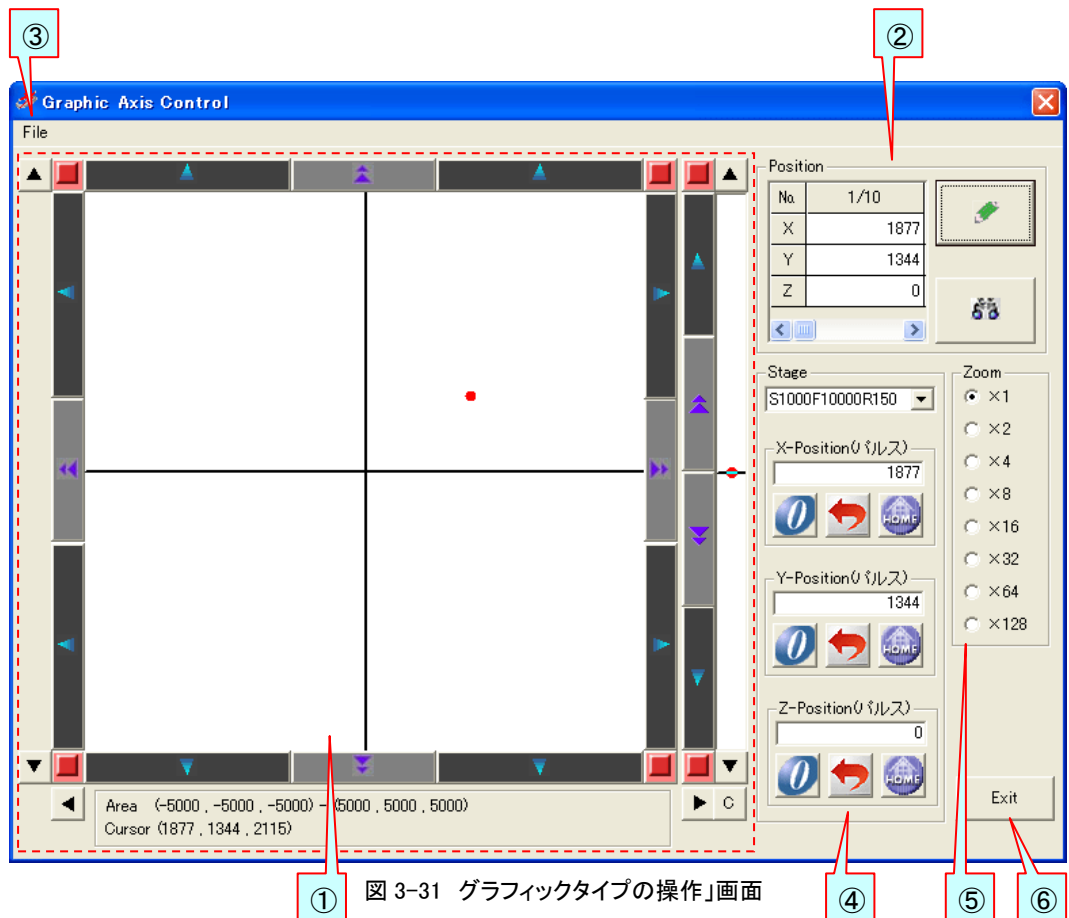 ③
②
Graphic Axis Control
File
Position
No. 1/10
X 1877
Y 1344
Z 0
Stage
S1000F10000R150
X-Position(パルス)
1877
HOME
Y-Position(パルス)
1344
HOME
Z-Position(パルス)
0
HOME
Zoom
×1
×2
×4
×8
×16
×32
×64
×128
C
Area (-5000 , -5000 , -5000) - (5000 , 5000 , 5000)
Cursor (1877 , 1344 , 2115)
Exit
①
図 3-31 グラフィックタイプの操作」画面
④
⑤
⑥